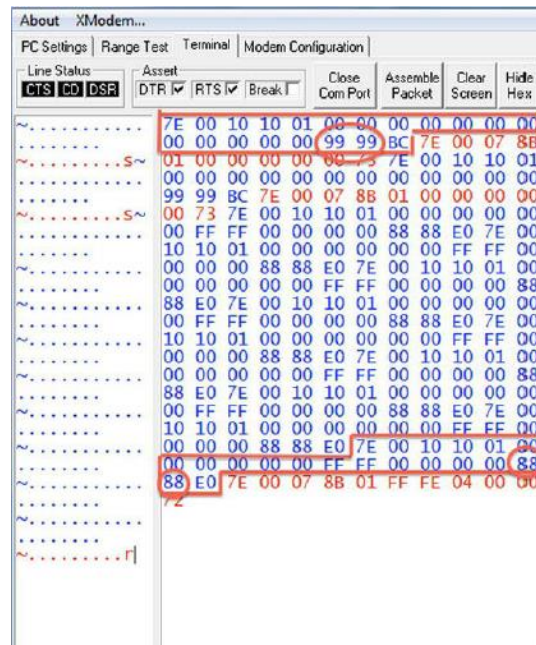 About XModem...
PC Settings Range Test Terminal Modem Configuration
Line Status
CTS CD DSR
Assert
DTR RTS Break
Close Com Port
Assemble Packet
Clear Screen
Hide Hex
~...........
........
~.........s~
............
.......
~.........s~
............
.......
~...........
........
~...........
........
~...........
........
~...........
........
~...........
........
~...........
........
~...........
........
~...........
........
~.........r
7E 00 10 10 01 00 00 00 00 00 00 00
00 00 00 00 00 99 99 BC 7E 00 07 8B
01 00 00 00 00 00 73 7E 00 10 10 01
00 00 00 00 00 00 00 00 00 00 00 00
99 99 BC 7E 00 07 8B 01 00 00 00 00
00 73 7E 00 10 10 01 00 00 00 00 00
00 FF FF 00 00 00 00 88 88 E0 7E 00
10 10 01 00 00 00 00 00 00 FF FF 00
00 00 00 88 88 E0 7E 00 10 10 01 00
00 00 00 00 00 FF FF 00 00 00 00 88
88 E0 7E 00 10 10 01 00 00 00 00 00
00 FF FF 00 00 00 00 88 88 E0 7E 00
10 10 01 00 00 00 00 00 00 FF FF 00
00 00 00 88 88 E0 7E 00 10 10 01 00
00 00 00 00 00 FF FF 00 00 00 00 88
88 E0 7E 00 10 10 01 00 00 00 00 00
00 FF FF 00 00 00 00 88 88 E0 7E 00
10 10 01 00 00 00 00 00 00 FF FF 00
00 00 00 88 88 E0 7E 00 10 10 01 00
00 00 00 00 00 FF FF 00 00 00 00 88
88 E0 7E 00 07 8B 01 FF FE 04 00 00
72